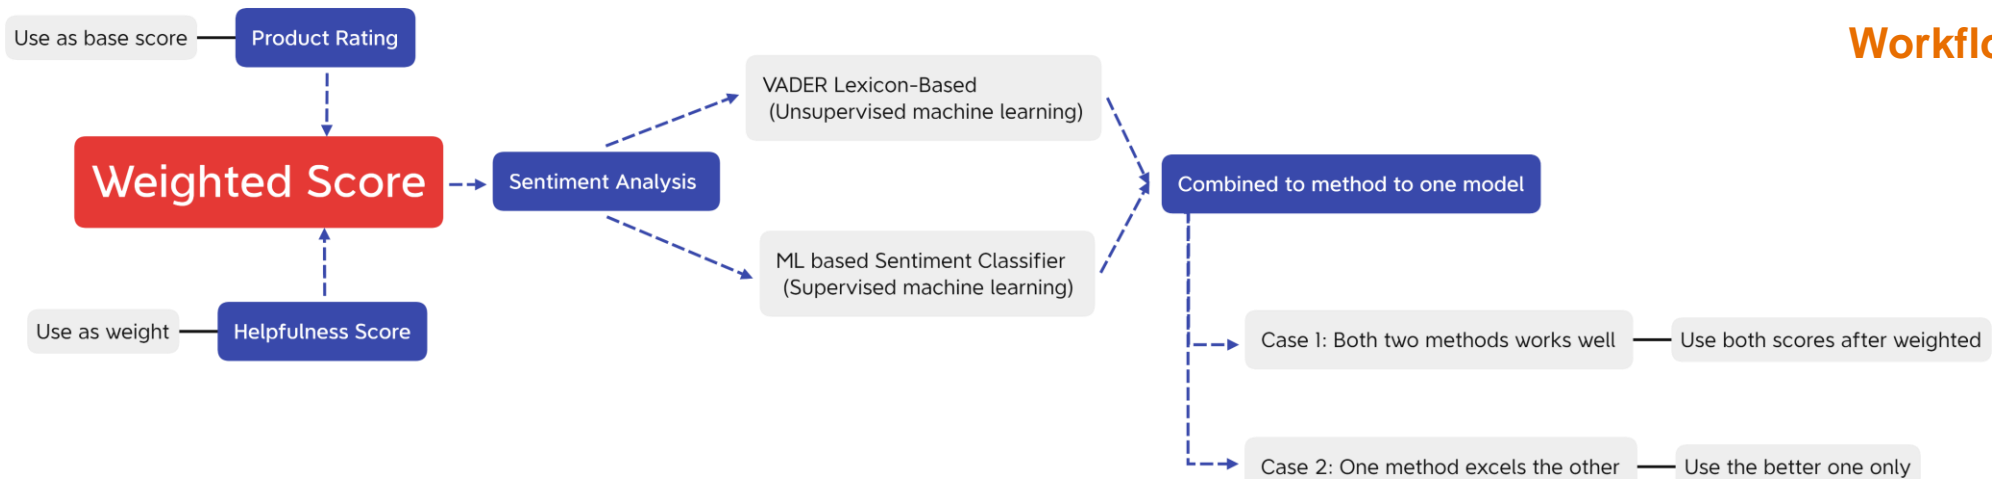 Use as base score
Product Rating
Workflo
VADER Lexicon-Based
(Unsupervised machine learning)
Weighted Score
Sentiment Analysis
Combined to method to one model
ML based Sentiment Classifier
(Supervised machine learning)
Use as weight
Helpfulness Score
Case 1: Both two methods works well
Use both scores after weighted
Case 2: One method excels the other
Use the better one only